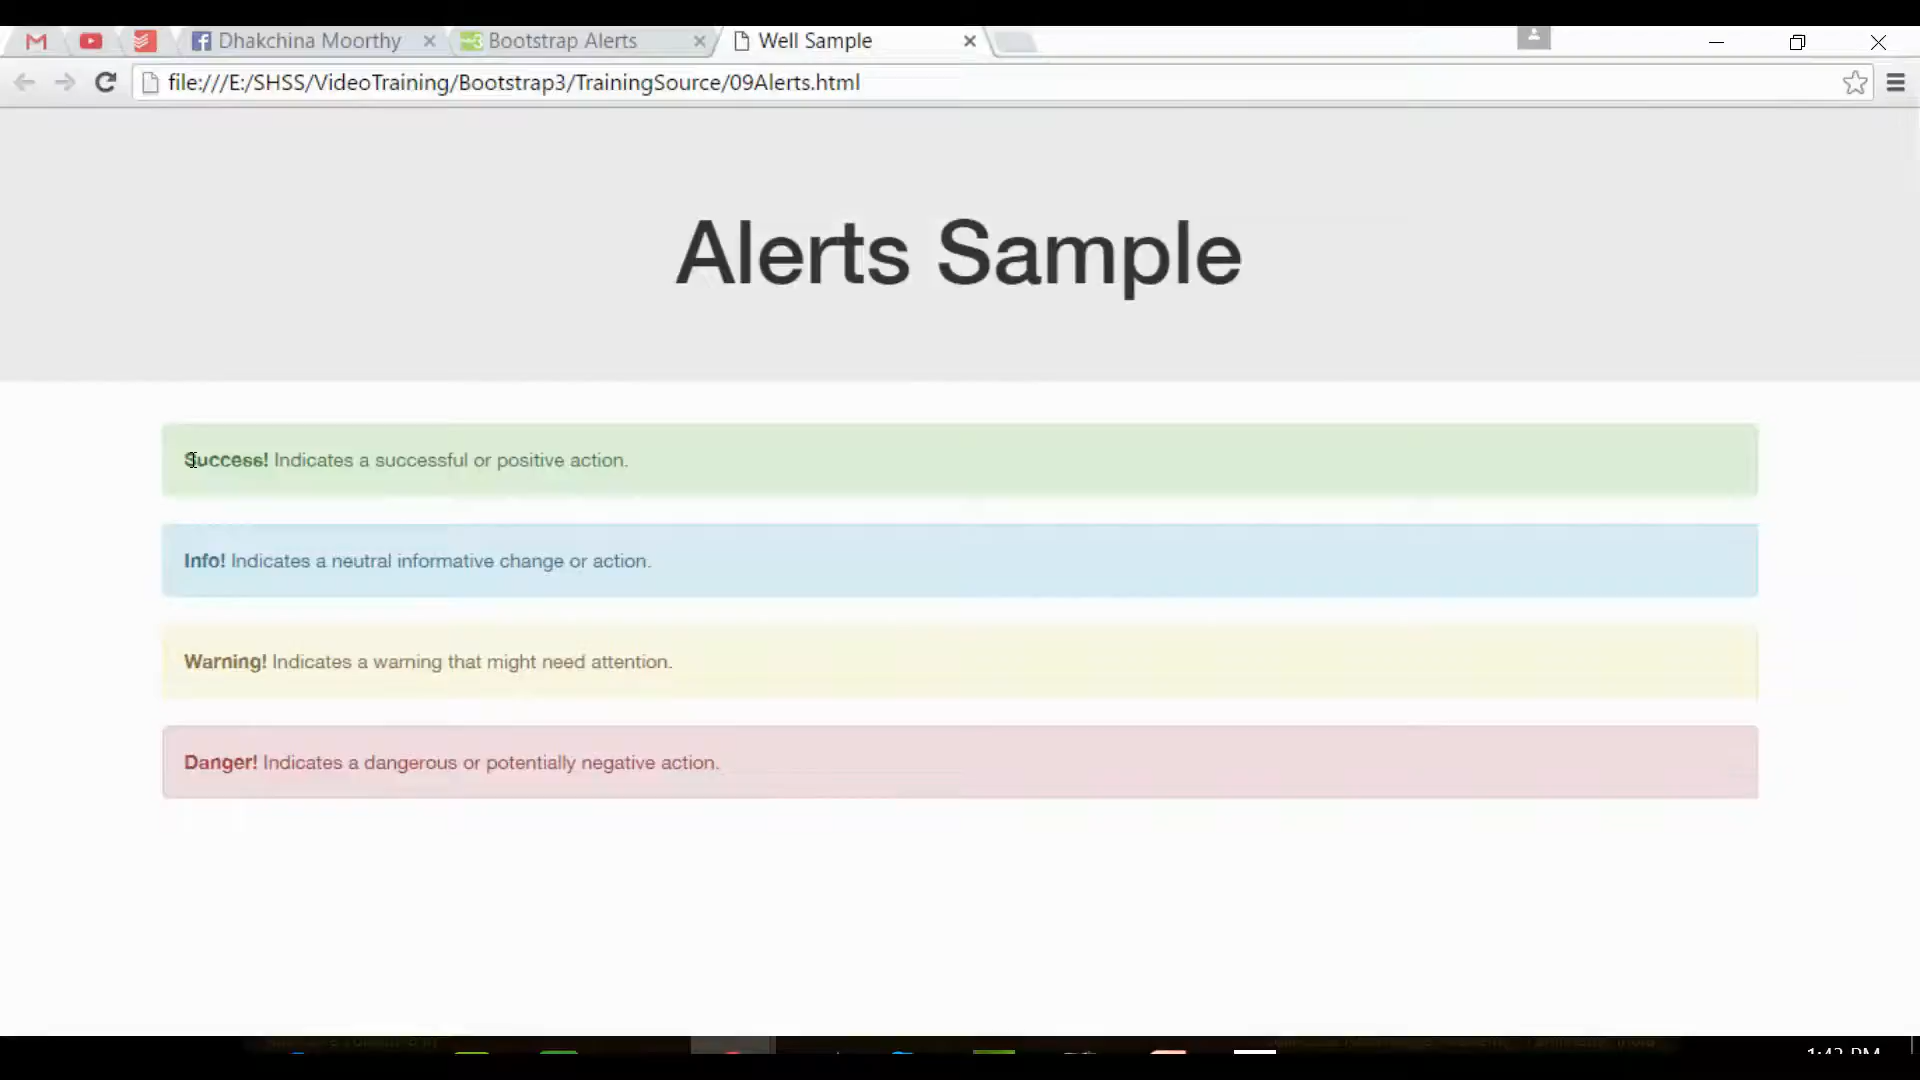 Dhakchina Moorthy
Bootstrap Alerts
Well Sample
file:///E:/SHSS/VideoTraining/Bootstrap3/TrainingSource/09Alerts.html
Alerts Sample
Success! Indicates a successful or positive action.
Info! Indicates a neutral informative change or action.
Warning! Indicates a warning that might need attention.
Danger! Indicates a dangerous or potentially negative action.